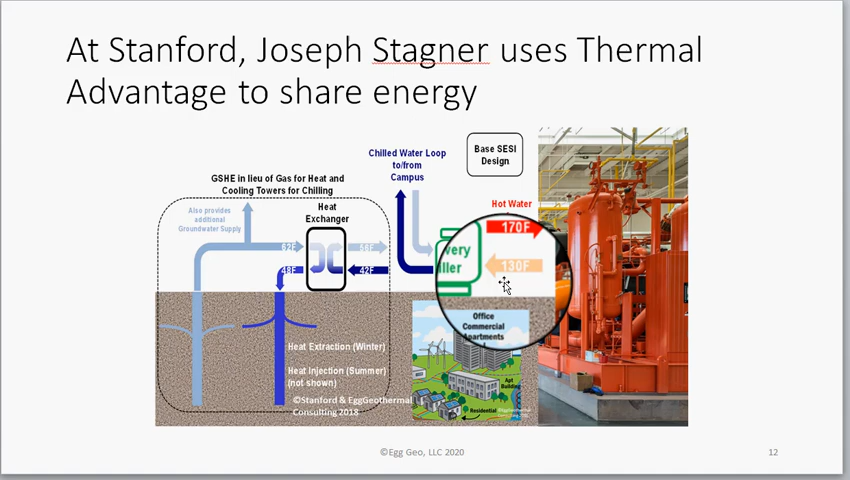 At Stanford, Joseph Stagner uses Thermal
Advantage to share energy
Base SESI
Design
Chilled Water Loop
to/from
Campus
GSHE in lieu of Gas for Heat and
Cooling Towers for Chilling
Also provides
additional
Groundwater Supply
Heat
Exchanger
Hot Water
170F
130F
very
ller
52F
56F
48F
42F
Office
Commercial
Apartments
Heat Extraction (Winter)
Heat Injection (Summer)
(not shown)
©Stanford & EggGeothermal
Consulting 2018
Apt
Building
Residential
©Egg Geo, LLC 2020
12